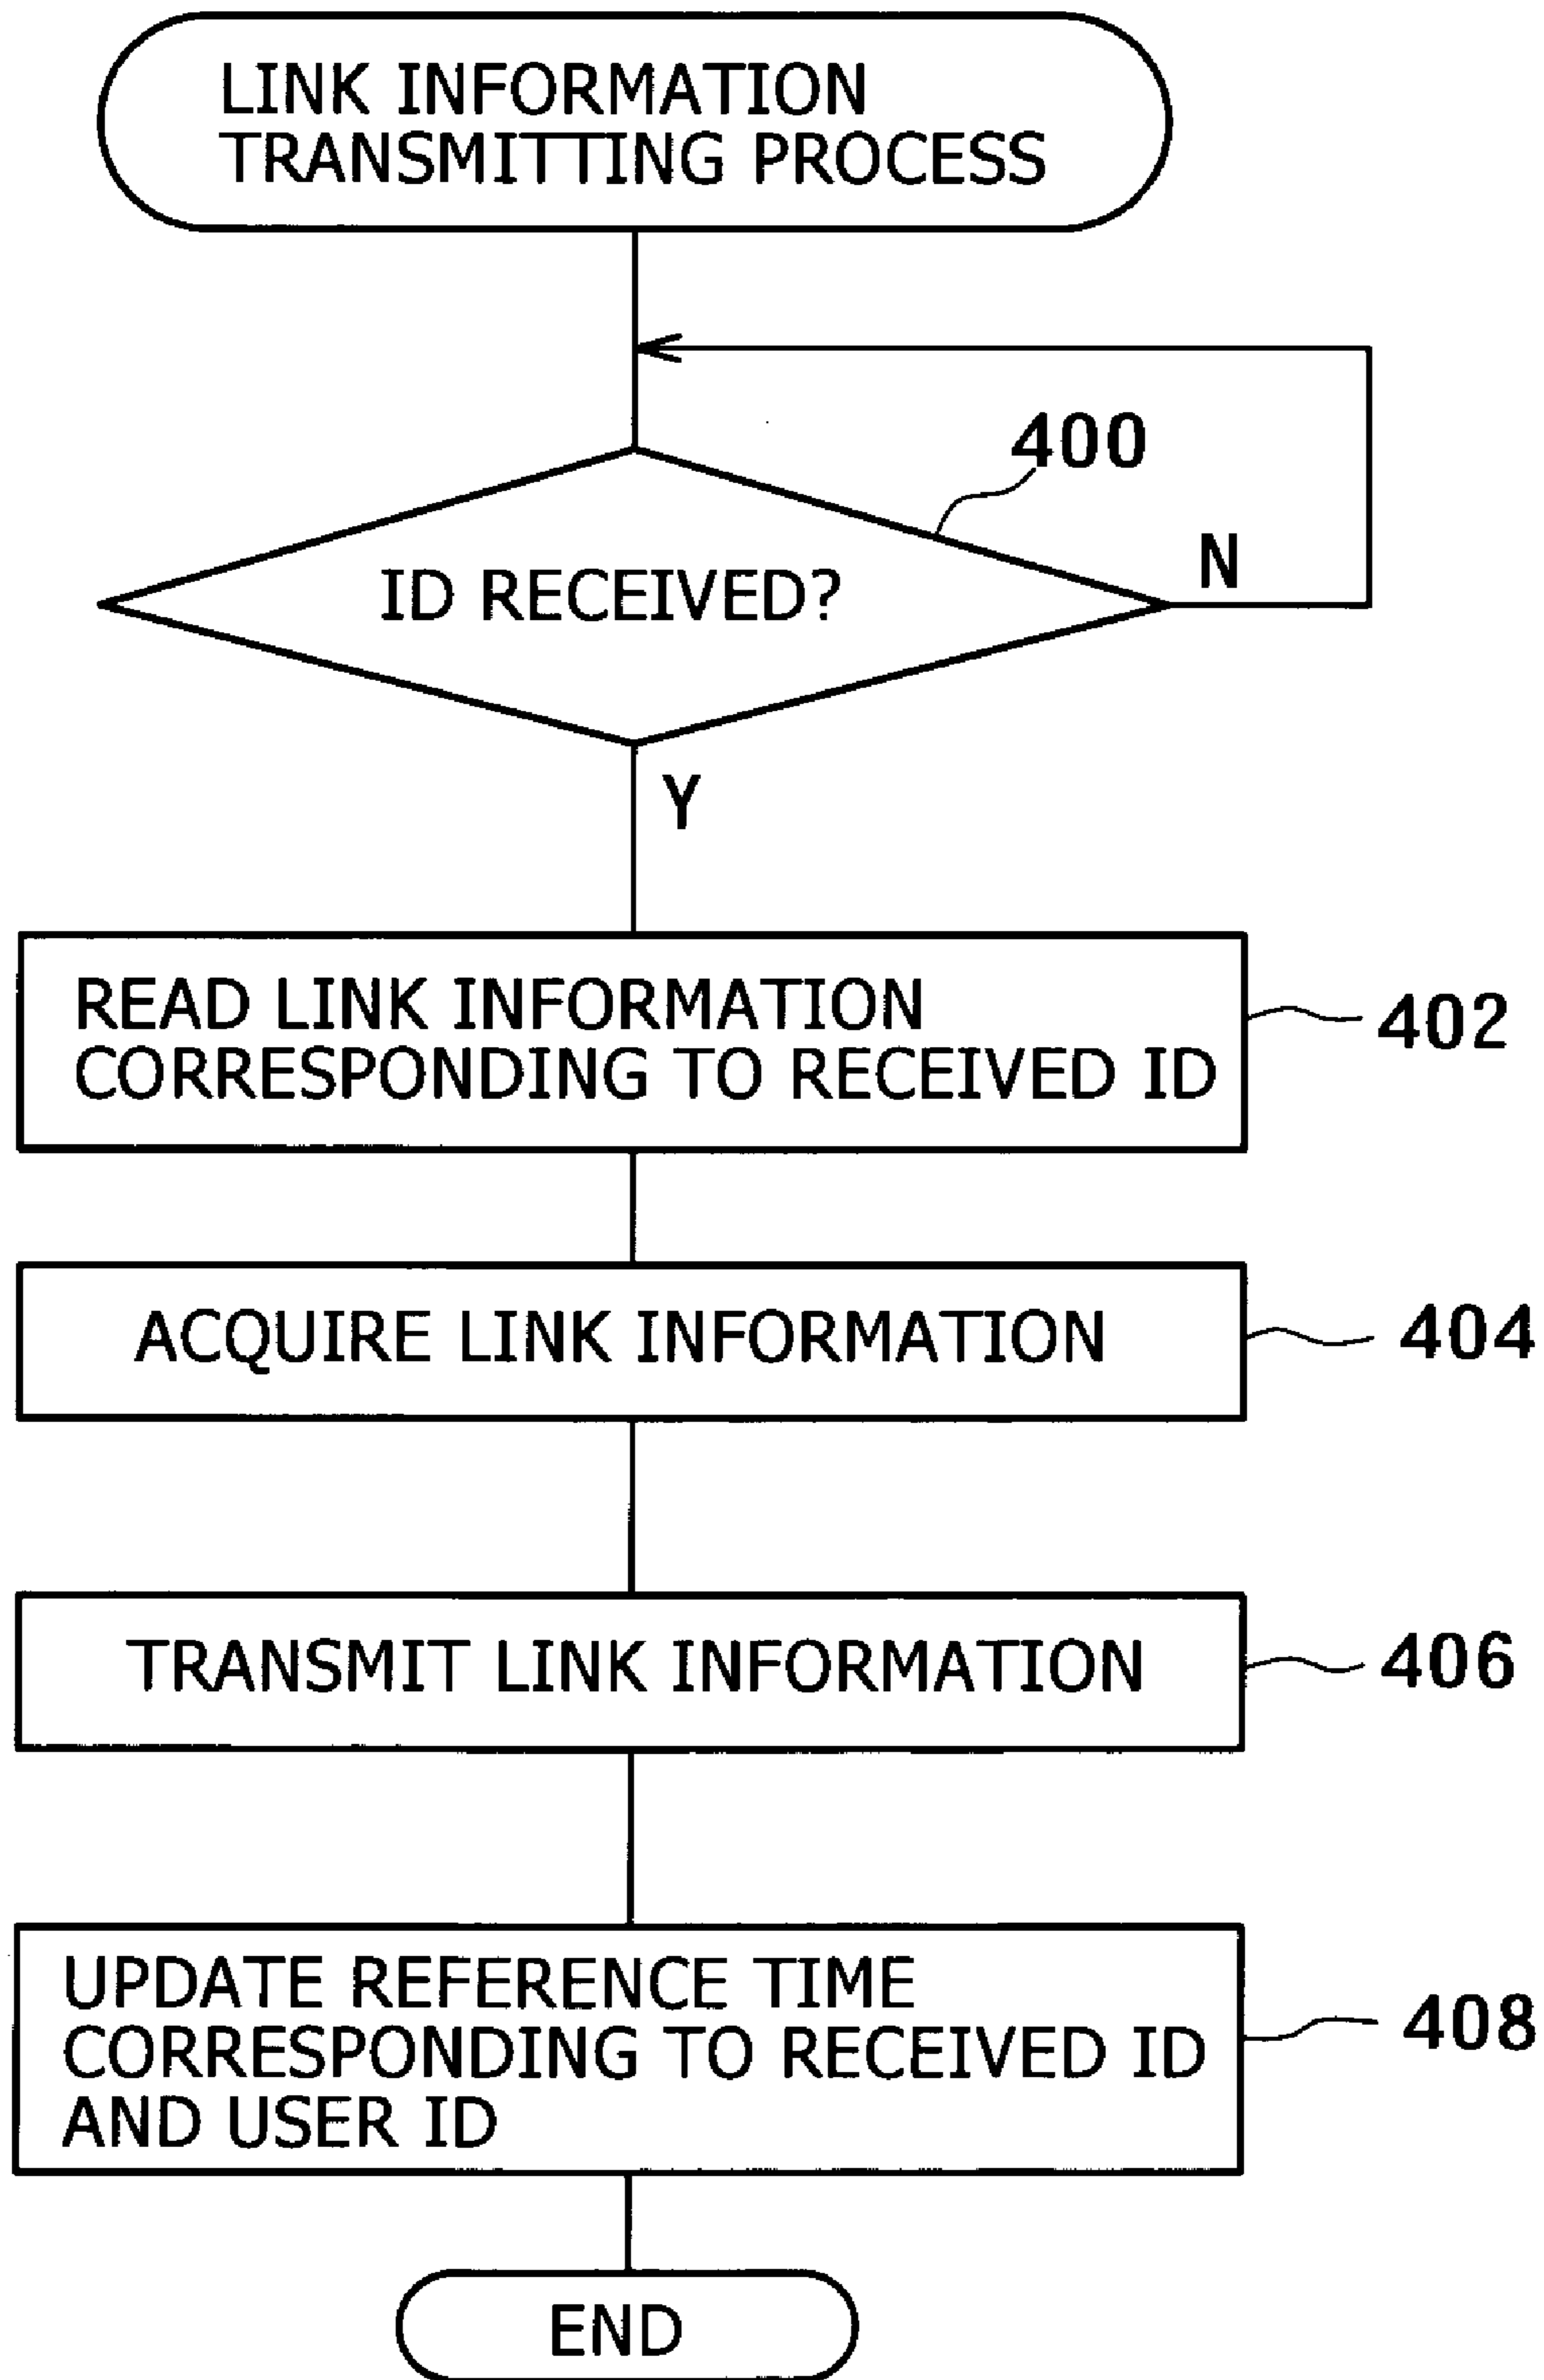 LINK INFORMATION
TRANSMITTING PROCESS
400
ID RECEIVED?
N
Y
READ LINK INFORMATION
CORRESPONDING TO RECEIVED ID
402
ACQUIRE LINK INFORMATION
404
TRANSMIT LINK INFORMATION
406
UPDATE REFERENCE TIME
CORRESPONDING TO RECEIVED ID
AND USER ID
408
END